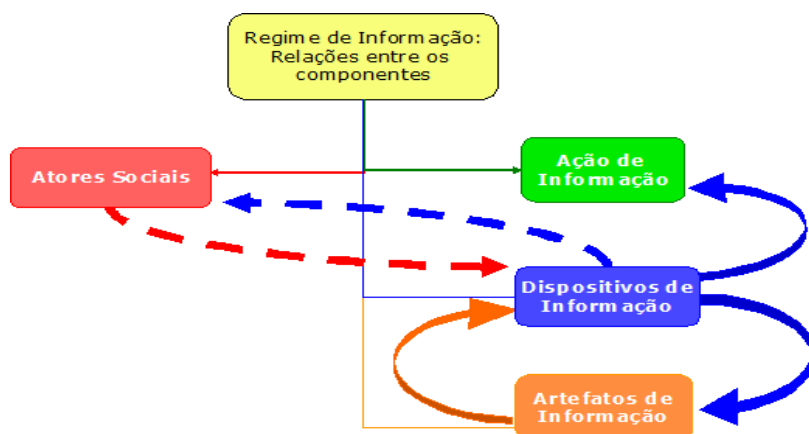 Regime de Informação:
Relações entre os
componentes
Atores Sociais
Ação de
Informação
Dispositivos de
Informação
Artefatos de
Informação